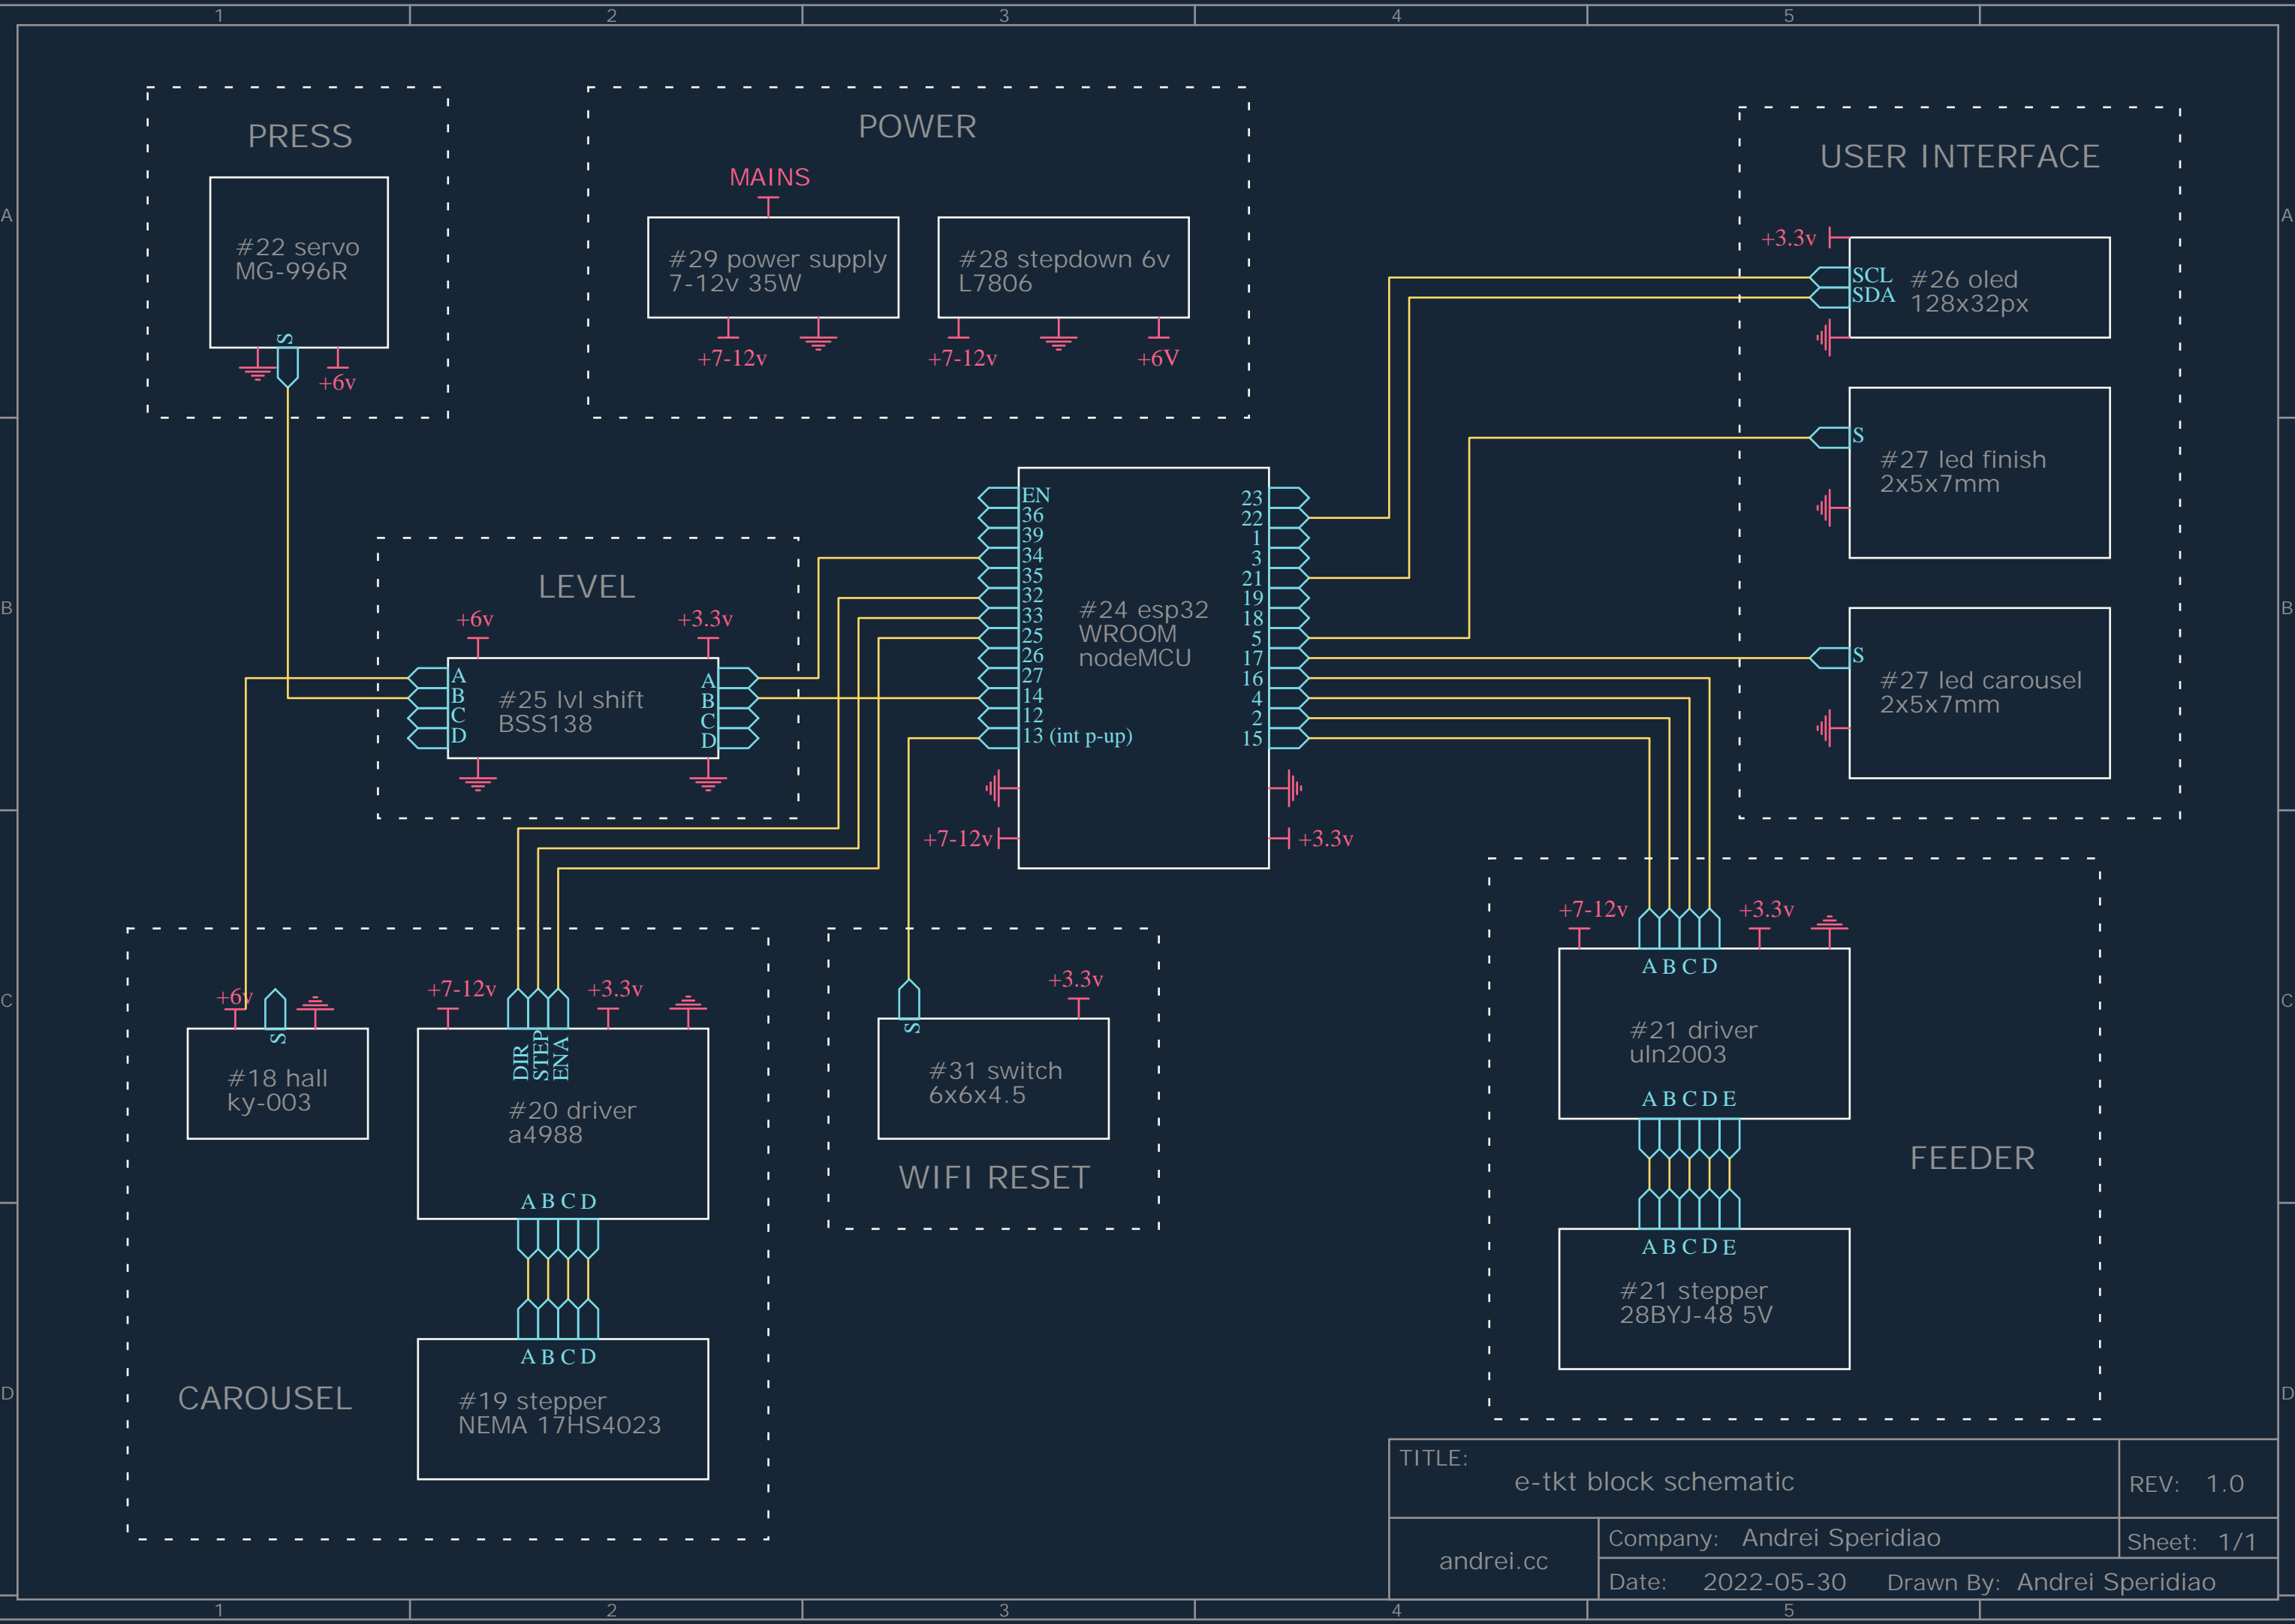 1 2 3 4 5
A
B
C
D
A
B
C
D
PRESS
#22 servo
MG-996R
S
+6v
POWER
MAINS
#29 power supply
7-12v 35W
+7-12v
#28 stepdown 6v
L7806
+7-12v
+6V
USER INTERFACE
+3.3v
SCL
SDA
#26 oled
128x32px
S
#27 led finish
2x5x7mm
S
#27 led carousel
2x5x7mm
LEVEL
+6v
+3.3v
A
B
C
D
#25 lvl shift
BSS138
A
B
C
D
EN
36
39
34
35
32
33
25
26
27
14
12
13 (int p-up)
#24 esp32
WROOM
nodeMCU
23
22
1
3
21
19
18
5
17
16
4
2
15
+7-12v
+3.3v
+6v
S
#18 hall
ky-003
+7-12v
+3.3v
DIR
STEP
ENA
#20 driver
a4988
A B C D
A B C D
#19 stepper
NEMA 17HS4023
CAROUSEL
+3.3v
S
#31 switch
6x6x4.5
WIFI RESET
+7-12v
+3.3v
A B C D
#21 driver
uln2003
A B C D E
FEEDER
A B C D E
#21 stepper
28BYJ-48 5V
TITLE:
e-tkt block schematic
REV: 1.0
andrei.cc
Company: Andrei Speridiao
Sheet: 1/1
Date: 2022-05-30
Drawn By: Andrei Speridiao
1 2 3 4 5